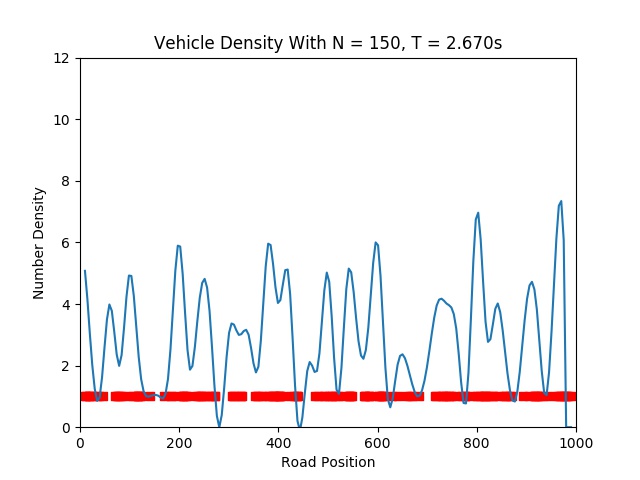 Vehicle Density With N = 150, T = 2.670s
12
10
8
6
4
2
0
Number Density
0 200 400 600 800 1000
Road Position